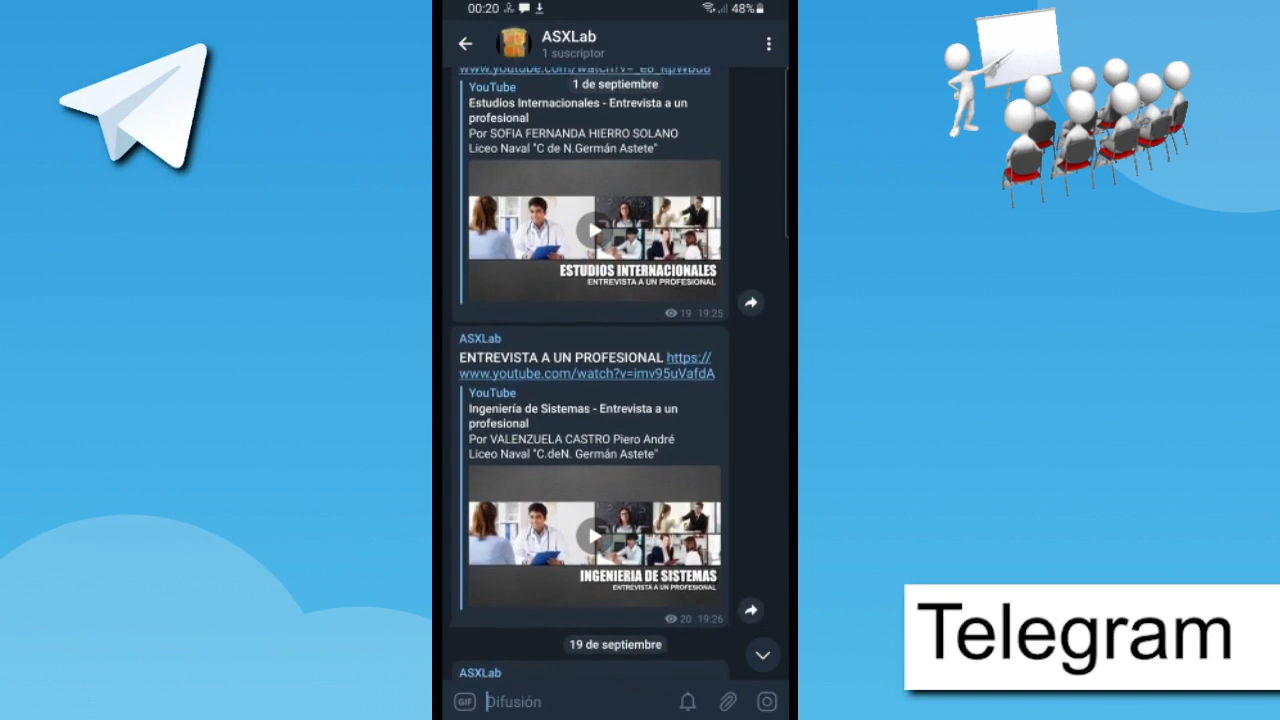 00:20
48%
ASXLab
1 suscriptor
1 de septiembre
YouTube
Estudios Internacionales - Entrevista a un
profesional
Por SOFIA FERNANDA HIERRO SOLANO
Liceo Naval "C de N.Germán Astete"
ESTUDIOS INTERNACIONALES
ENTREVISTA A UN PROFESIONAL
19 19:25
ASXLab
ENTREVISTA A UN PROFESIONAL https://
www.youtube.com/watch?v=imv95uVafdA
YouTube
Ingeniería de Sistemas - Entrevista a un
profesional
Por VALENZUELA CASTRO Piero André
Liceo Naval "C.deN. Germán Astete"
INGENIERIA DE SISTEMAS
ENTREVISTA A UN PROFESIONAL
20 19:26
19 de septiembre
ASXLab
GIF Difusión
Telegram